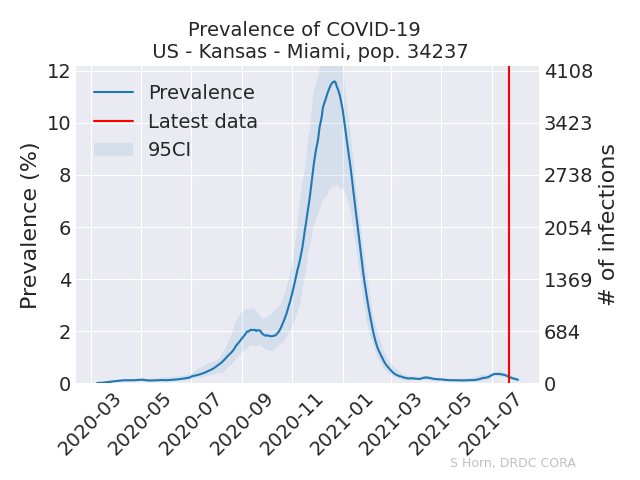 Prevalence of COVID-19
US - Kansas - Miami, pop. 34237
Prevalence (%)
12
10
8
6
4
2
0
Prevalence
Latest data
95CI
4108
3423
2738
2054
1369
684
0
# of infections
2020-03
2020-05
2020-07
2020-09
2020-11
2021-01
2021-03
2021-05
2021-07
S Horn, DRDC CORA